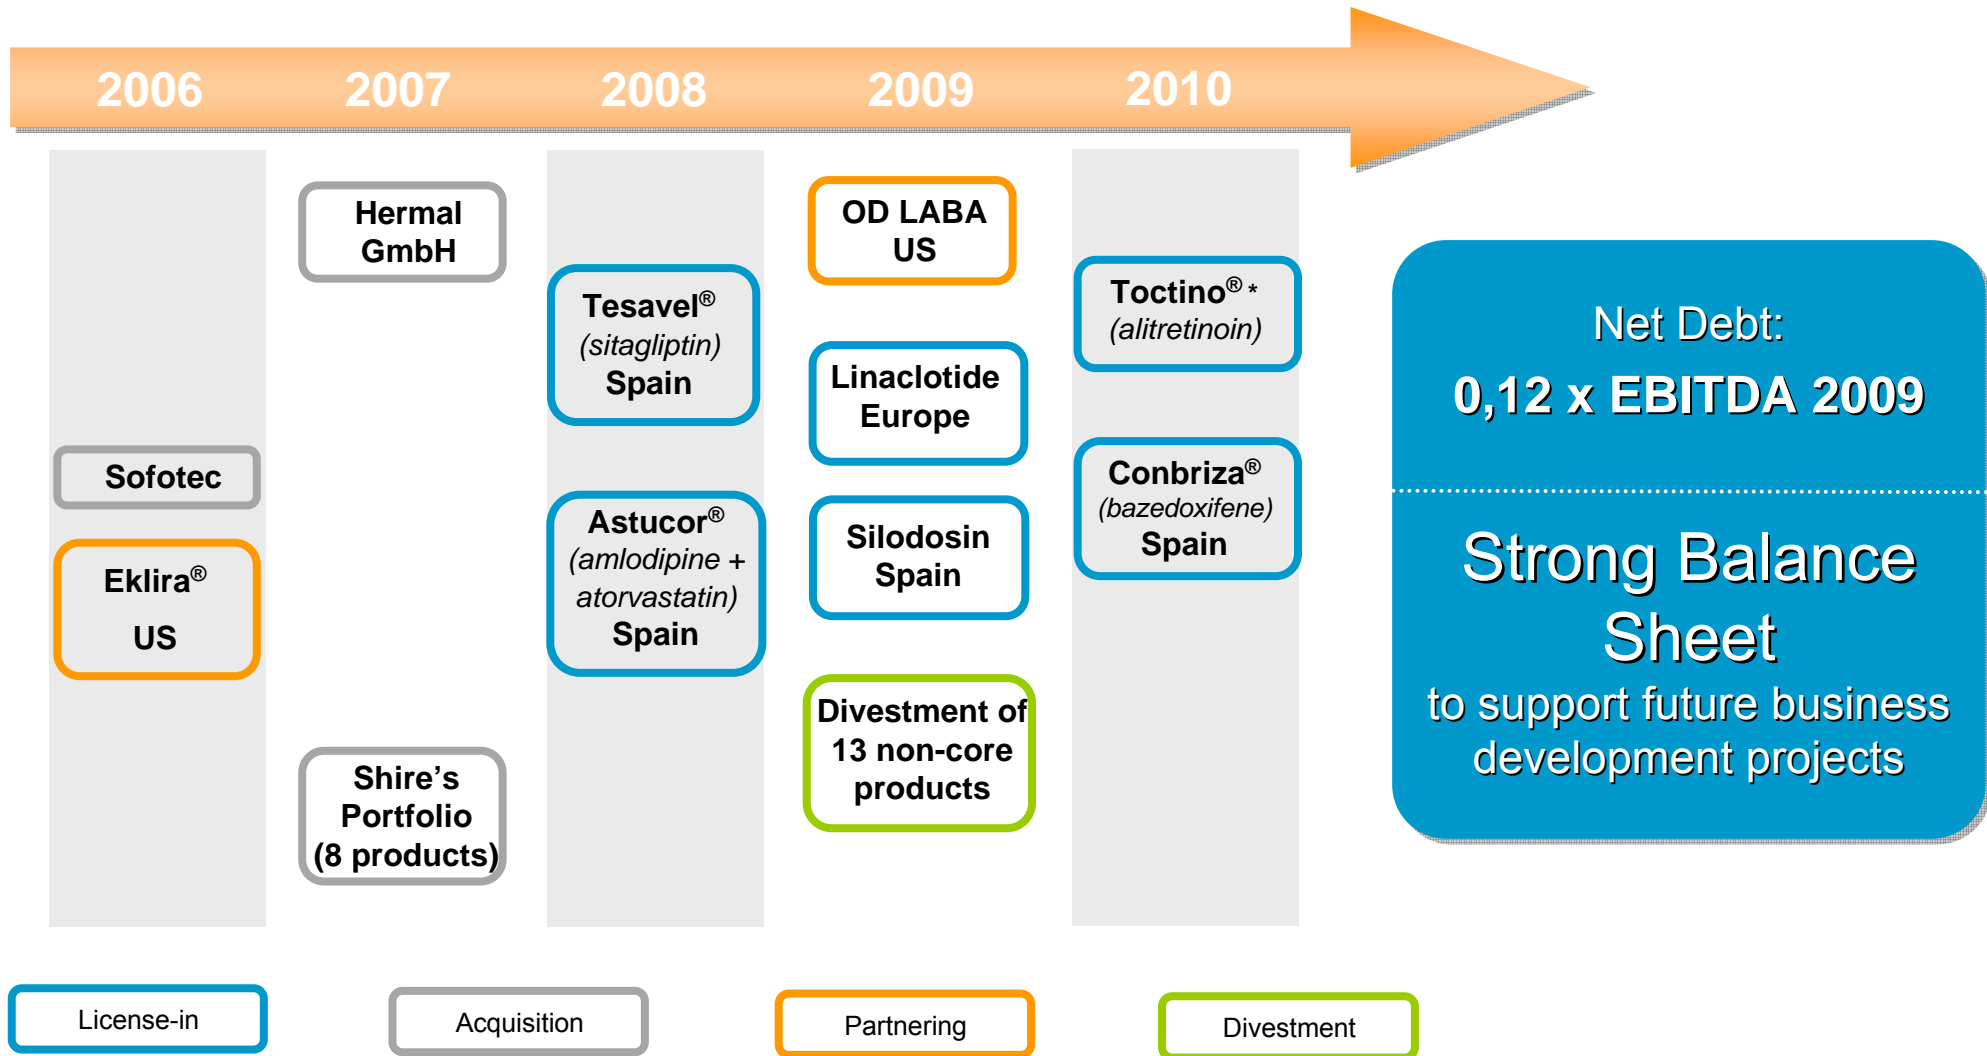 2006 2007 2008 2009 2010
Sofotec
Eklira®
US
Hermal
GmbH
Shire’s
Portfolio
(8 products)
Tesavel®
(sitagliptin)
Spain
Astucor®
(amlodipine +
atorvastatin)
Spain
OD LABA
US
Linaclotide
Europe
Silodosin
Spain
Divestment of
13 non-core
products
Toctino® *
(alitretinoin)
Conbriza®
(bazedoxifene)
Spain
Net Debt:
0,12 x EBITDA 2009
Strong Balance
Sheet
to support future business
development projects
License-in
Acquisition
Partnering
Divestment